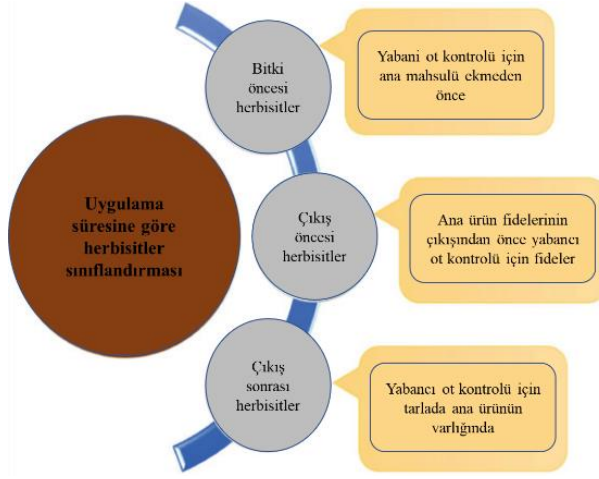 Uygulama
süresine göre
herbisitler
sınıflandırması
Bitki
öncesi
herbisitler
Yabani ot kontrolü için
ana mahsulü ekmeden
önce
Çıkış
öncesi
herbisitler
Ana ürün fidelerinin
çıkışından önce yabancı
ot kontrolü için fideler
Çıkış
sonrası
herbisitler
Yabancı ot kontrolü için
tarlada ana ürünün
varlığında